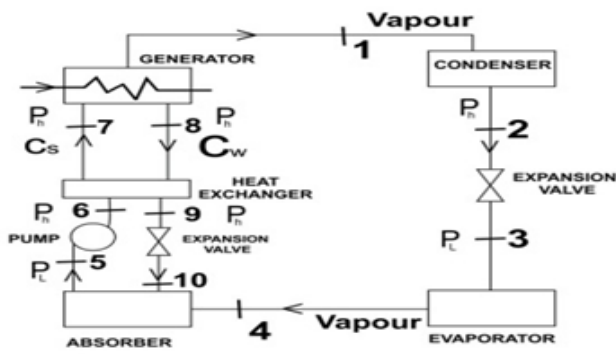 Vapour
GENERATOR
1
CONDENSER
Ph
7
8
Ph
Ph
2
Cs
Cw
HEAT
EXCHANGER
EXPANSION
VALVE
Ph
6
9
Ph
PUMP
EXPANSION
VALVE
PL
3
PL
5
10
4
Vapour
ABSORBER
EVAPORATOR